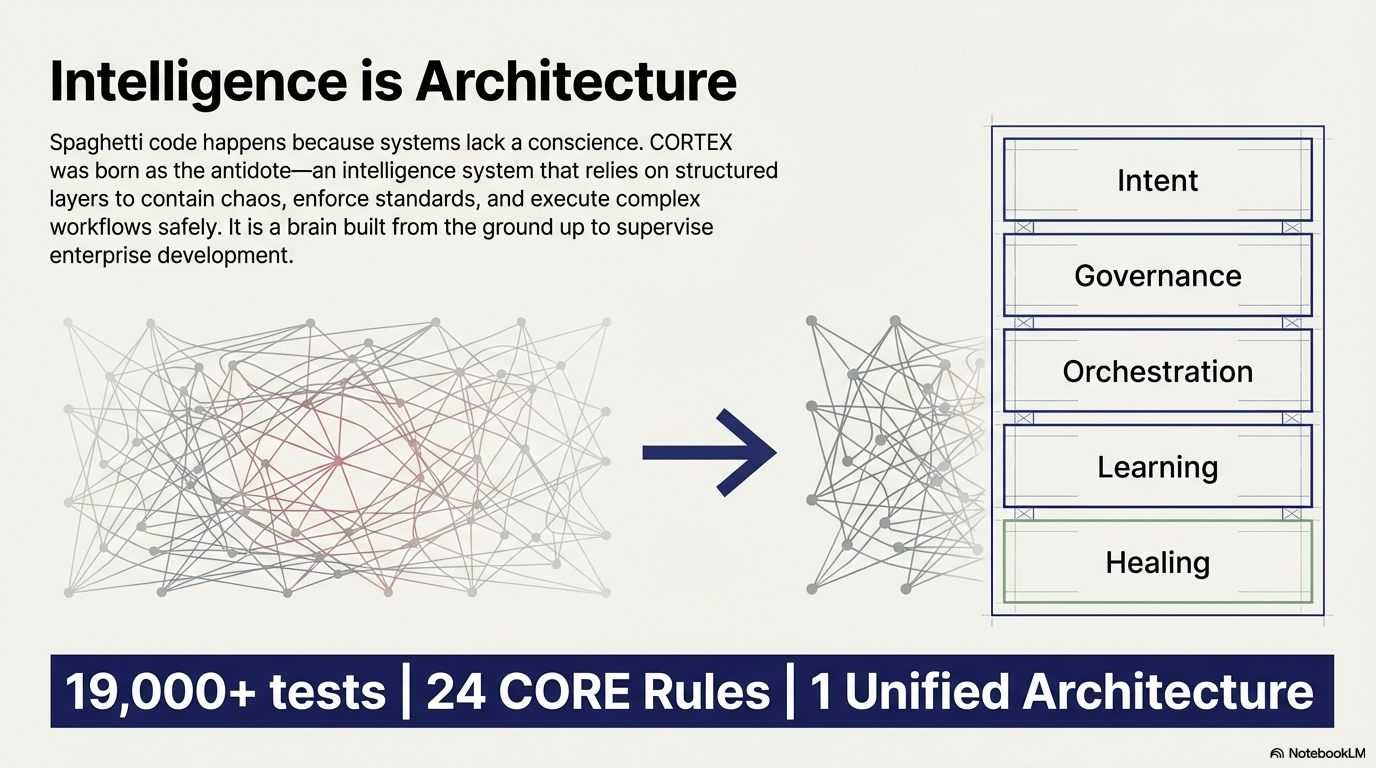 Intelligence is Architecture
Spaghetti code happens because systems lack a conscience. CORTEX
was born as the antidote—an intelligence system that relies on structured
layers to contain chaos, enforce standards, and execute complex
workflows safely. It is a brain built from the ground up to supervise
enterprise development.
Intent
Governance
Orchestration
Learning
Healing
19,000+ tests | 24 CORE Rules | 1 Unified Architecture
NotebookLM